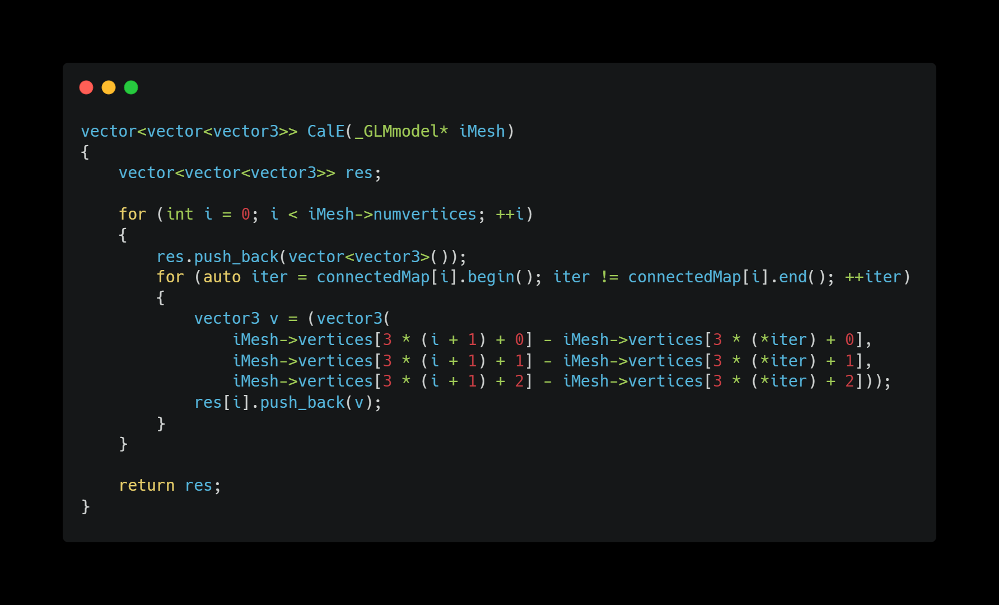 vector<vector<vector3>> CalE(_GLMmodel* iMesh)
{
    vector<vector<vector3>> res;

    for (int i = 0; i < iMesh->numvertices; ++i)
    {
        res.push_back(vector<vector3>());
        for (auto iter = connectedMap[i].begin(); iter != connectedMap[i].end(); ++iter)
        {
            vector3 v = (vector3(
                iMesh->vertices[3 * (i + 1) + 0] - iMesh->vertices[3 * (*iter) + 0],
                iMesh->vertices[3 * (i + 1) + 1] - iMesh->vertices[3 * (*iter) + 1],
                iMesh->vertices[3 * (i + 1) + 2] - iMesh->vertices[3 * (*iter) + 2]));
            res[i].push_back(v);
        }
    }

    return res;
}